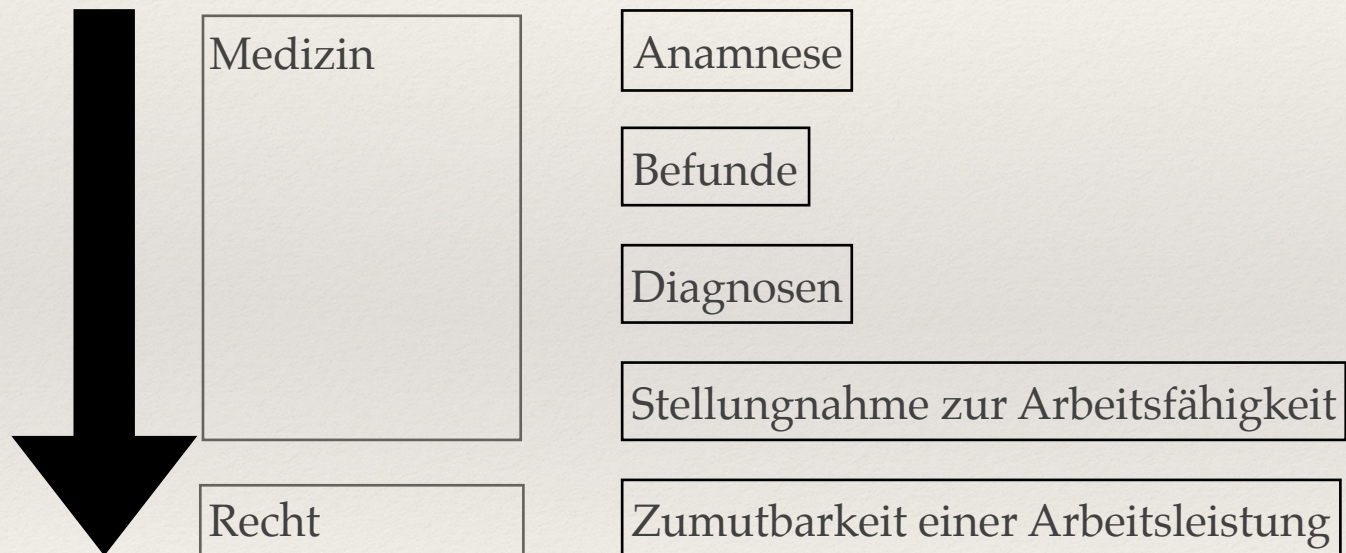 Medizin
Anamnese
Befunde
Diagnosen
Stellungnahme zur Arbeitsfähigkeit
Recht
Zumutbarkeit einer Arbeitsleistung